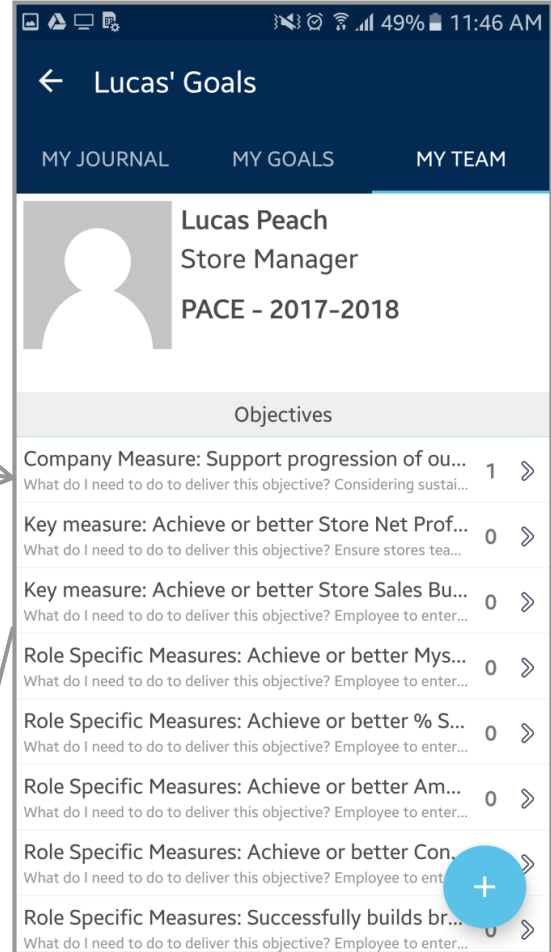 49% 11:46 AM
Lucas' Goals
MY JOURNAL MY GOALS MY TEAM
Lucas Peach
Store Manager
PACE - 2017-2018
Objectives
Company Measure: Support progression of ou... 1
What do I need to do to deliver this objective? Considering sustai...
Key measure: Achieve or better Store Net Prof... 0
What do I need to do to deliver this objective? Ensure stores tea...
Key measure: Achieve or better Store Sales Bu... 0
What do I need to do to deliver this objective? Employee to enter...
Role Specific Measures: Achieve or better Mys... 0
What do I need to do to deliver this objective? Employee to enter...
Role Specific Measures: Achieve or better % S... 0
What do I need to do to deliver this objective? Employee to enter...
Role Specific Measures: Achieve or better Am... 0
What do I need to do to deliver this objective? Employee to enter...
Role Specific Measures: Achieve or better Con.
What do I need to do to deliver this objective? Employee to ent
Role Specific Measures: Successfully builds br... 0
What do I need to do to deliver this objective? Employee to enter...